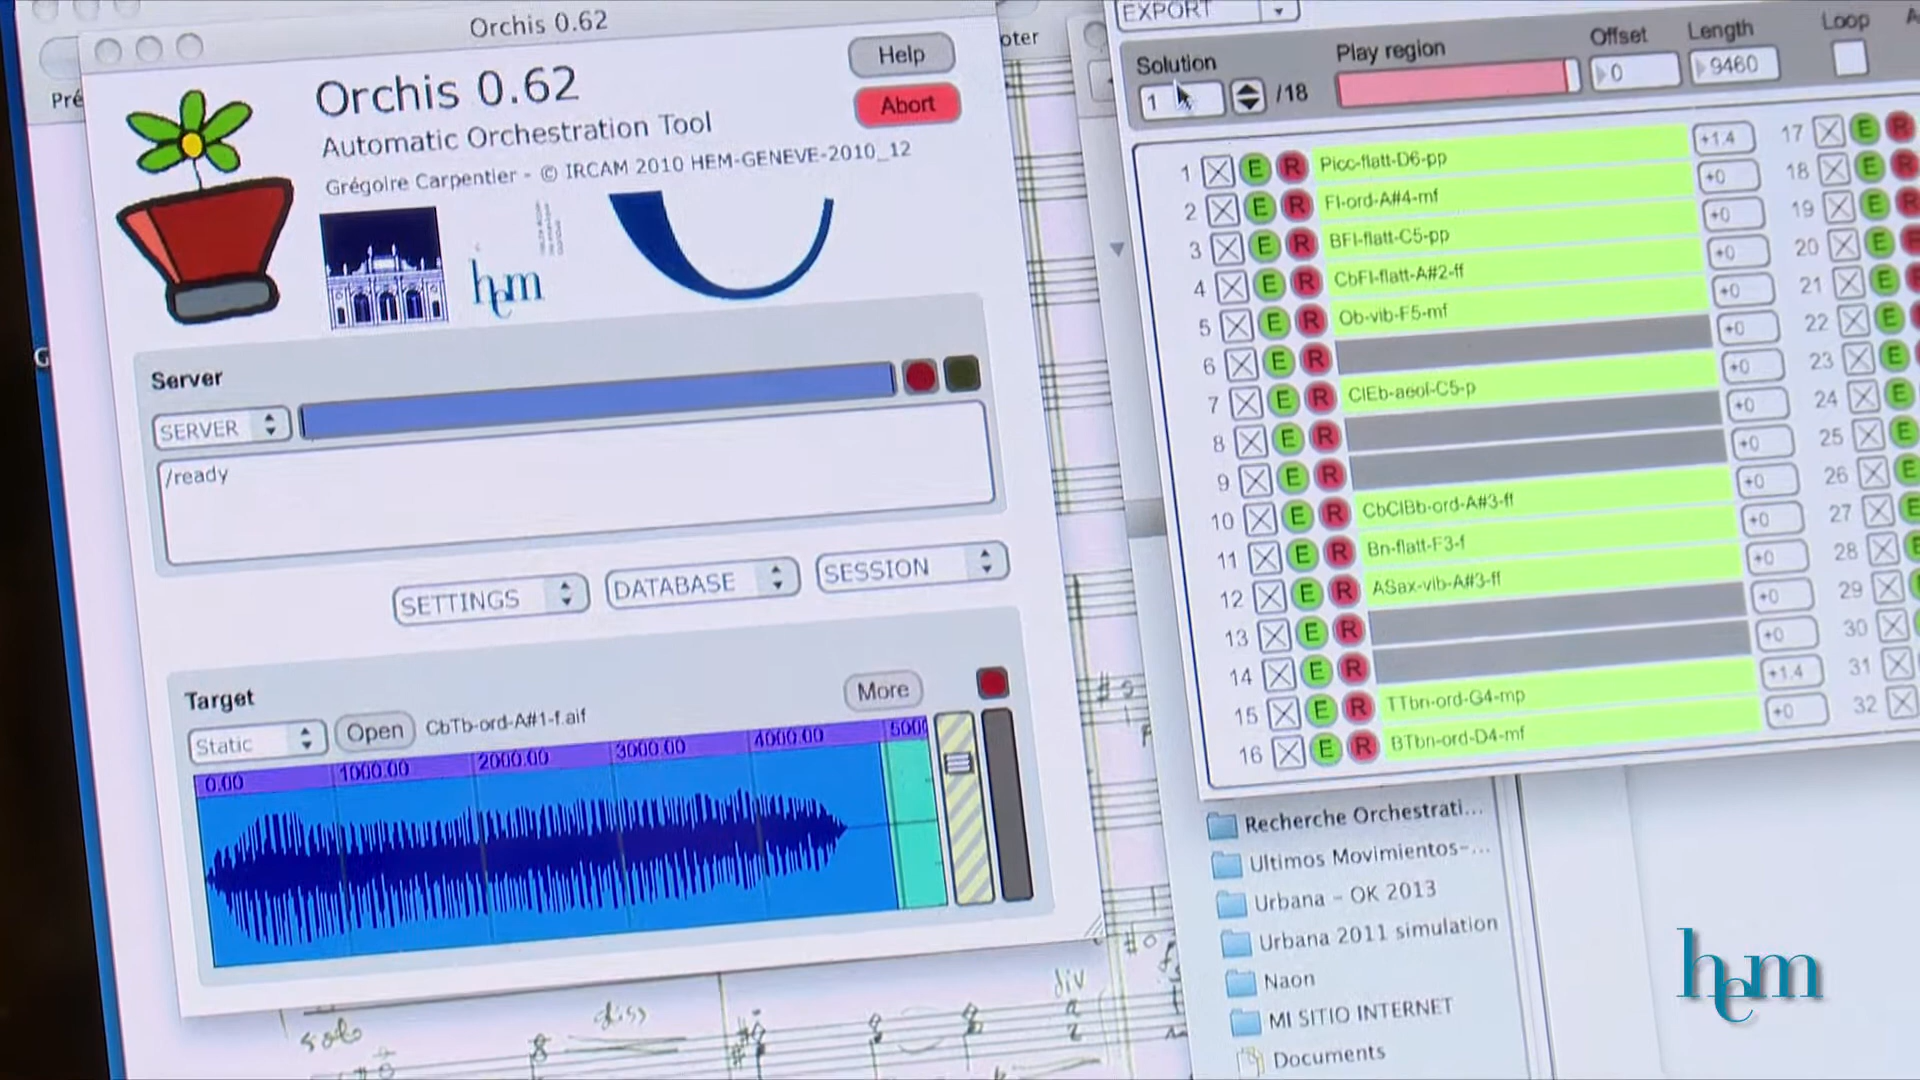 Orchis 0.62
Help
Orchis 0.62
Abort
Automatic Orchestration Tool
Grégoire Carpentier - © IRCAM 2010 HEM-GENEVE-2010_12
hem
Server
SERVER
/ready
SETTINGS
DATABASE
SESSION
Target
More
Static
Open
CbTb-ord-A#1-f.aif
0.00
1000.00
2000.00
3000.00
4000.00
Pré
oter
G
EXPORT
Solution
Play region
Offset
Length
Loop
1
/18
0
9460
1 E R Picc-flatt-D6-pp +1.4
2 E R Fl-ord-A#4-mf +0
3 E R BFl-flatt-C5-pp +0
4 E R CbFl-flatt-A#2-ff +0
5 E R Ob-vib-F5-mf +0
6 E R +0
7 E R ClEb-aeol-C5-p +0
8 E R +0
9 E R +0
10 E R CbClBb-ord-A#3-ff +0
11 E R Bn-flatt-F3-f +0
12 E R ASax-vib-A#3-ff +0
13 E R +0
14 E R +0
15 E R TTbn-ord-G4-mp +1.4
16 E R BTbn-ord-D4-mf +0
17 E R
18 E R
19 E R
20 E
21 E
22 E
23 E
24 E
25 E
26 E
27 E
28 E
29
30
31
32
Recherche Orchestrati...
Ultimos Movimientos-...
Urbana - OK 2013
Urbana 2011 simulation
Naon
MI SITIO INTERNET
Documents
solo
div
hem